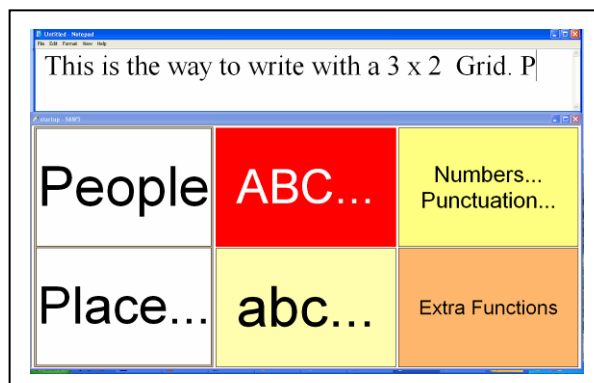 Untitled - Notepad
File Edit Format View Help
This is the way to write with a 3 x 2 Grid. P
startup - SAW5
People
ABC...
Numbers...
Punctuation...
Place...
abc...
Extra Functions